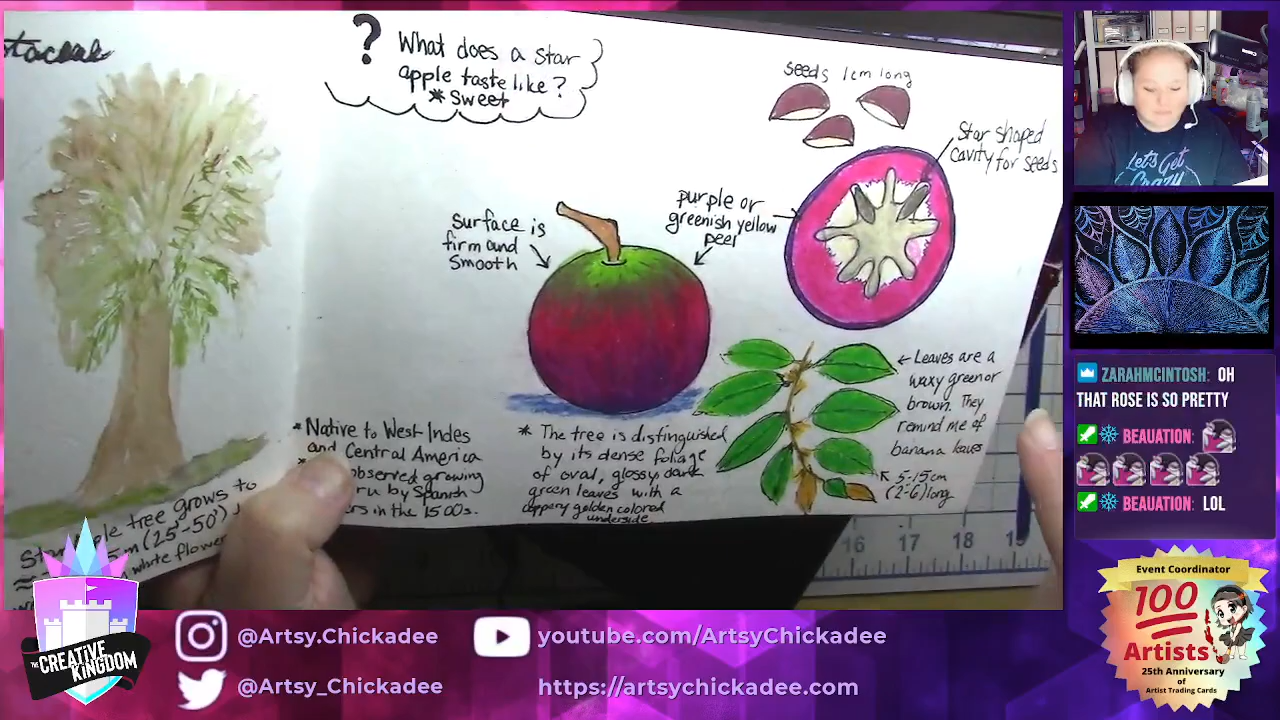 ?
What does a star
apple taste like?
* Sweet
Surface is
firm and
Smooth
purple or
greenish yellow
peel
seeds 1cm long
Star shaped
cavity for seeds
← Leaves are a
waxy green or
brown. They
remind me of
banana leaves
5-15cm
(2-6) long
* Native to West Indes
and Central America
observed growing
by Spanish
in the 1500s.
* The tree is distinguished
by its dense foliage
of oval, glossy dark
green leaves with a
coppery golden colored
underside
tree grows to
(25'-50')
white flower
16 17 18
Let's Get
Crazy
ZARAHMCINTOSH: OH
THAT ROSE IS SO PRETTY
BEAUATION:
BEAUATION: LOL
THE CREATIVE
KINGDOM
@Artsy.Chickadee
youtube.com/ArtsyChickadee
@Artsy_Chickadee
https://artsychickadee.com
Event Coordinator
100
Artists
25th Anniversary
of
Artist Trading Cards